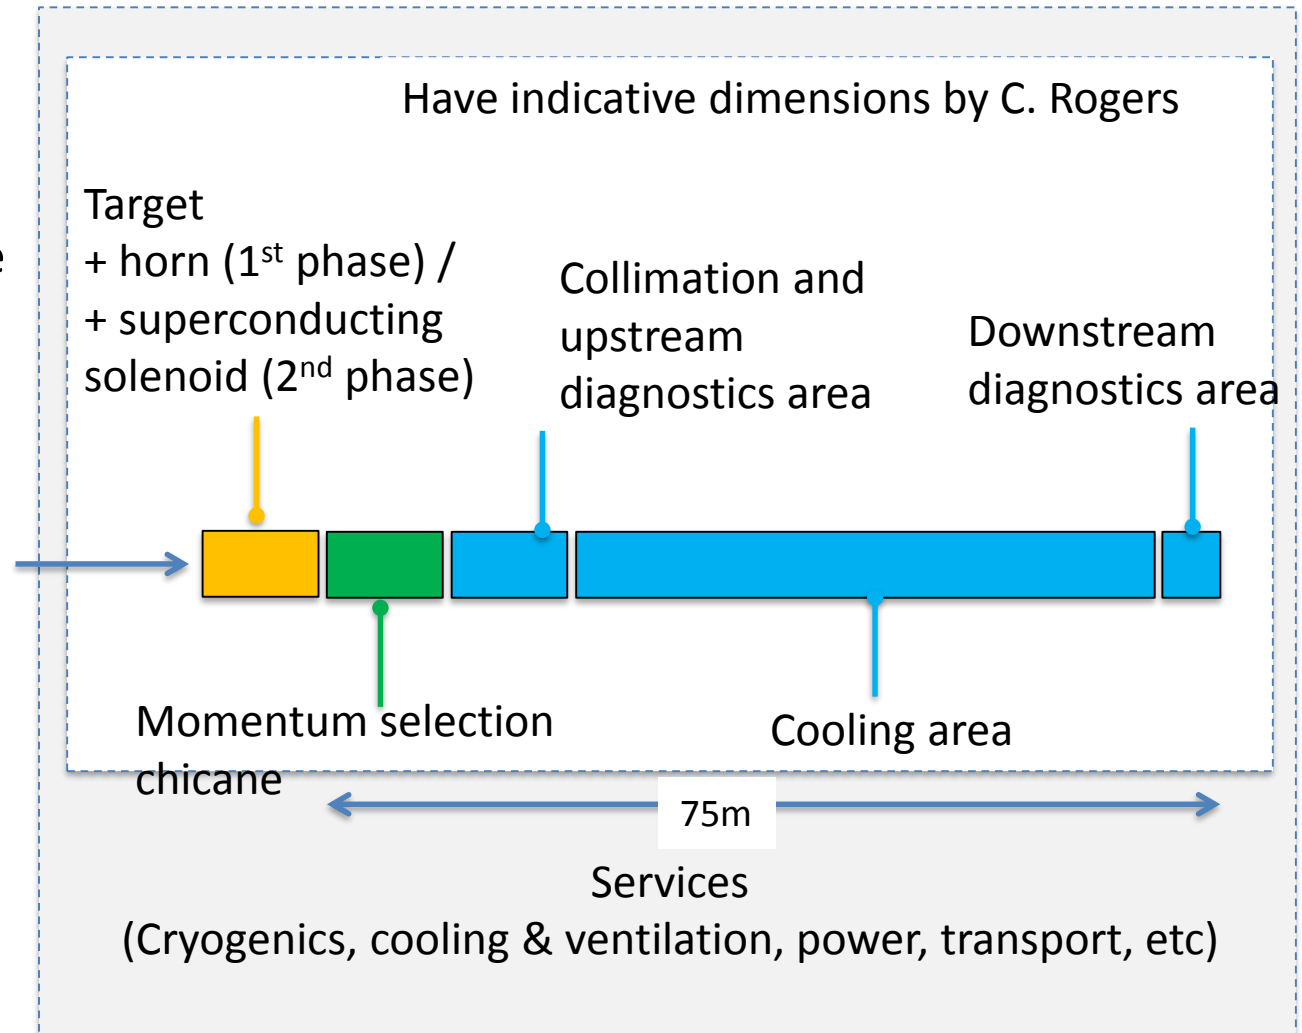 Have indicative dimensions by C. Rogers
Target
+ horn (1st phase) /
+ superconducting
solenoid (2nd phase)
Collimation and
upstream
diagnostics area
Downstream
diagnostics area
Momentum selection
chicane
Cooling area
75m
Services
(Cryogenics, cooling & ventilation, power, transport, etc)